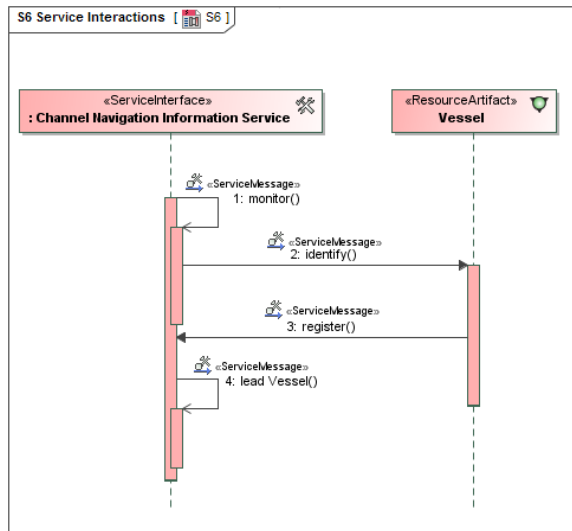 S6 Service Interactions [ S6 ]
«ServiceInterface»
: Channel Navigation Information Service
«ResourceArtifact»
Vessel
«ServiceMessage»
1: monitor()
«ServiceMessage»
2: identify()
«ServiceMessage»
3: register()
«ServiceMessage»
4: lead Vessel()